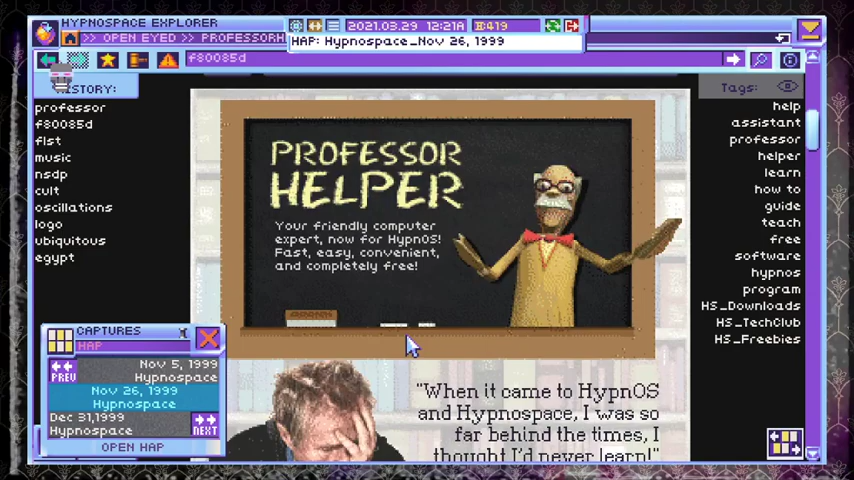 HYPNOSPACE EXPLORER
2021.03.29 12:21A
419
>> OPEN EYED >> PROFESSORH
HAP: Hypnospace_Nov 26, 1999
f80085d
HISTORY:
professor
f80085d
flst
music
nsdp
cult
oscillations
logo
ubiquitous
egypt
PROFESSOR
HELPER
Your friendly computer
expert, now for HypnOS!
Fast, easy, convenient,
and completely free!
"When it came to HypnOS
and Hypnospace, I was so
far behind the times, I
thought I'd never learn!"
Tags:
help
assistant
professor
helper
learn
how to
guide
teach
free
software
hypnos
program
HS_Downloads
HS_TechClub
HS_Freebies
CAPTURES
HAP
Nov 5, 1999
Hypnospace
PREV
Nov 26, 1999
Hypnospace
Dec 31,1999
Hypnospace
NEXT
OPEN HAP